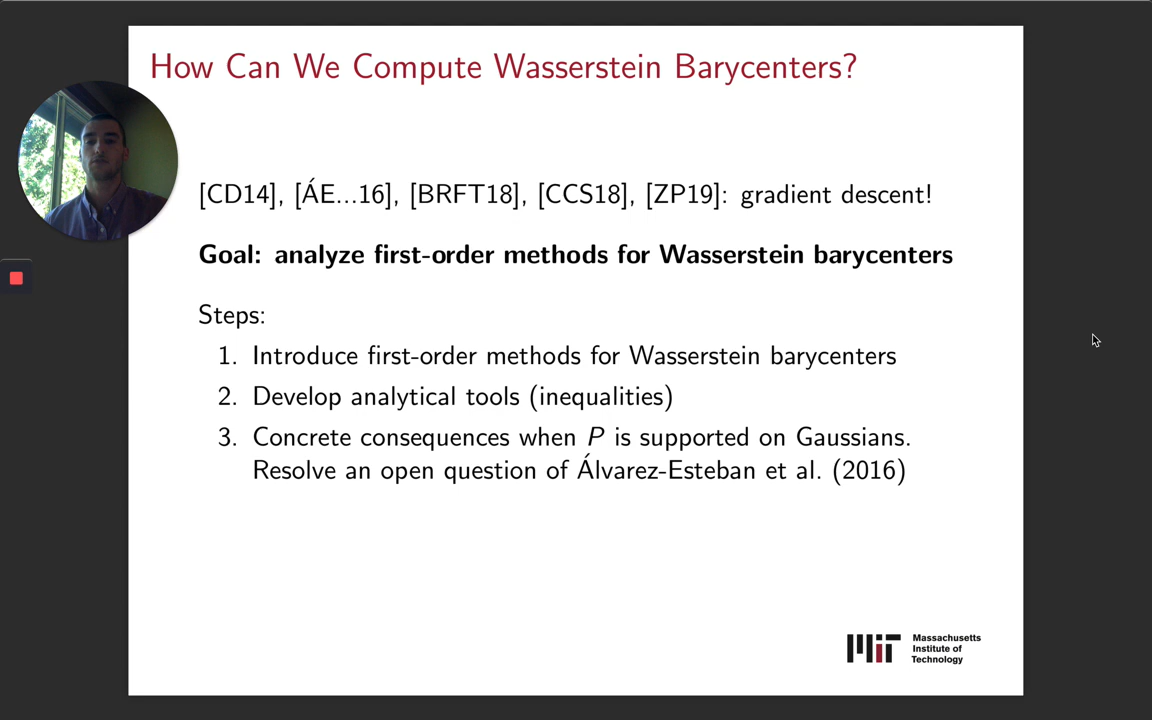 How Can We Compute Wasserstein Barycenters?
[CD14], [ÁE...16], [BRFT18], [CCS18], [ZP19]: gradient descent!
Goal: analyze first-order methods for Wasserstein barycenters
Steps:
1. Introduce first-order methods for Wasserstein barycenters
2. Develop analytical tools (inequalities)
3. Concrete consequences when P is supported on Gaussians.
Resolve an open question of Álvarez-Esteban et al. (2016)
MIT
Massachusetts
Institute of
Technology